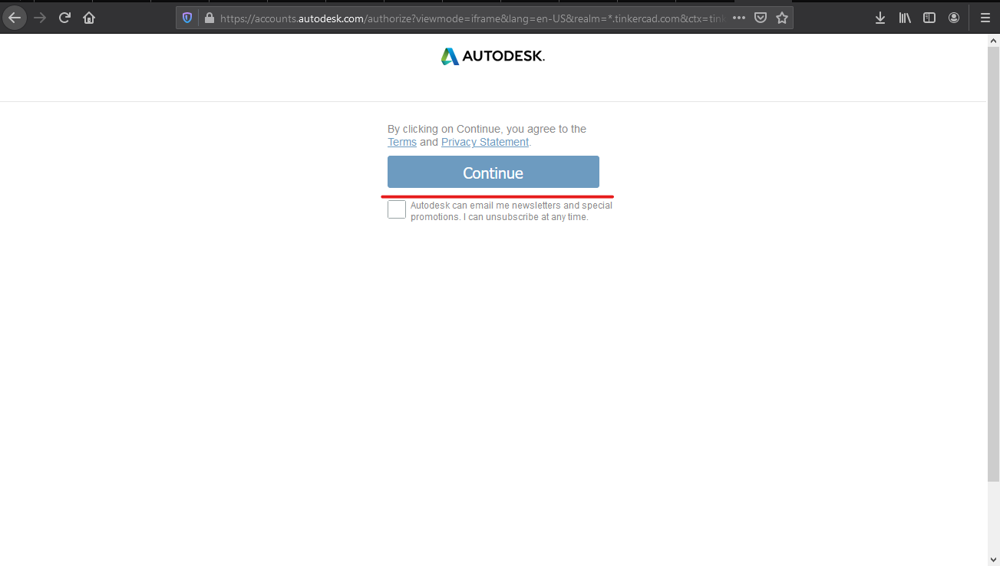 https://accounts.autodesk.com/authorize?viewmode=iframe&lang=en-US&realm=*.tinkercad.com&ctx=tink
AUTODESK.
By clicking on Continue, you agree to the
Terms and Privacy Statement.
Continue
Autodesk can email me newsletters and special
promotions. I can unsubscribe at any time.